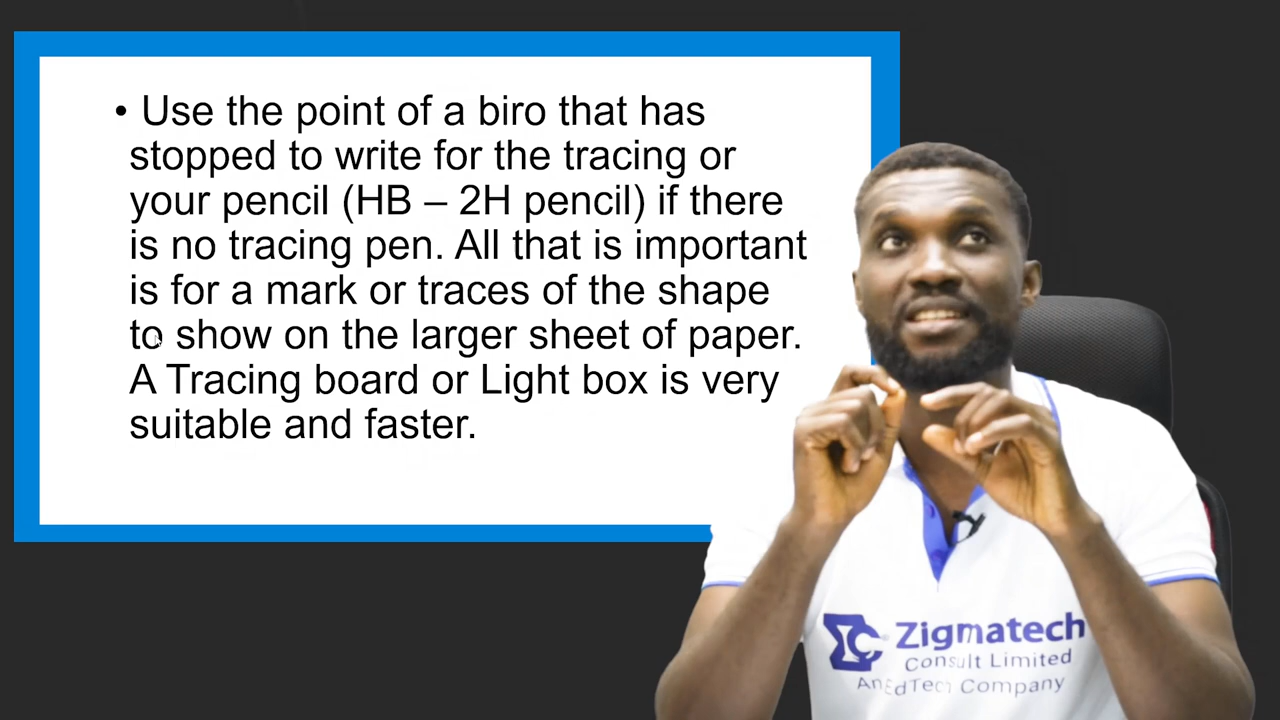 • Use the point of a biro that has
stopped to write for the tracing or
your pencil (HB – 2H pencil) if there
is no tracing pen. All that is important
is for a mark or traces of the shape
to show on the larger sheet of paper.
A Tracing board or Light box is very
suitable and faster.
Zigmatech
Consult Limited
An EdTech Company